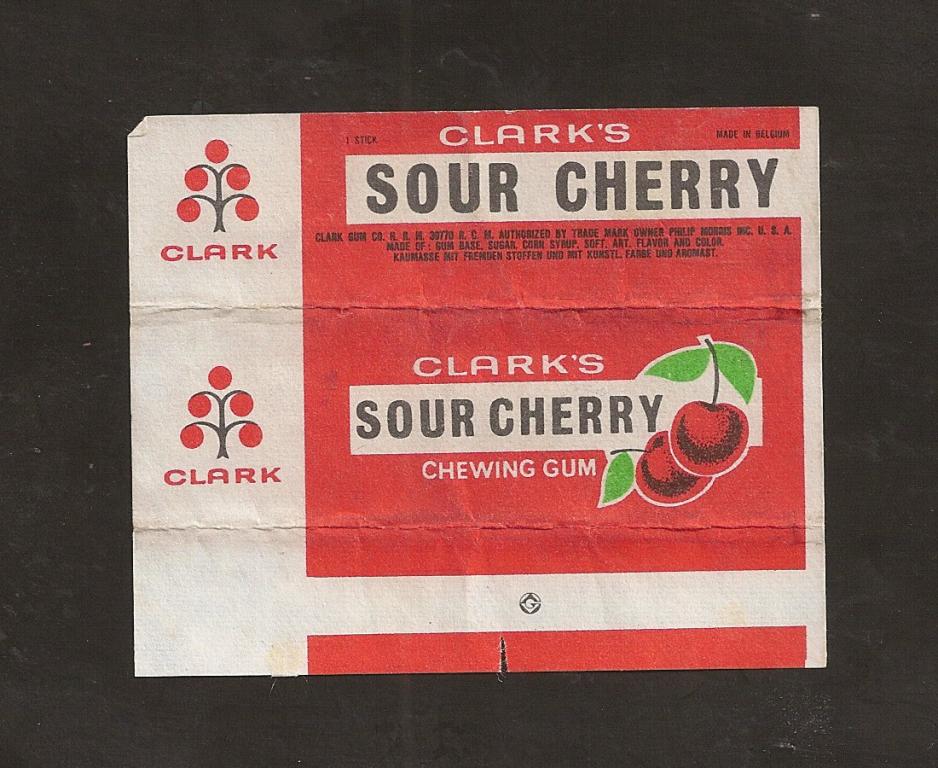 1 STICK
CLARK'S
MADE IN BELGIUM
SOUR CHERRY
CLARK GUM CO. R. R. M. 39770 R. C. M. AUTHORIZED BY TRADE MARK OWNER PHILIP MORRIS INC. U. S. A.
MADE OF : GUM BASE, SUGAR, CORN SYRUP, SOFT. ART. FLAVOR AND COLOR.
KAUMASSE MIT FREMDEN STOFFEN UND MIT KUNSTL. FARBE UND AROMAST.
CLARK
CLARK'S
SOUR CHERRY
CHEWING GUM
CLARK